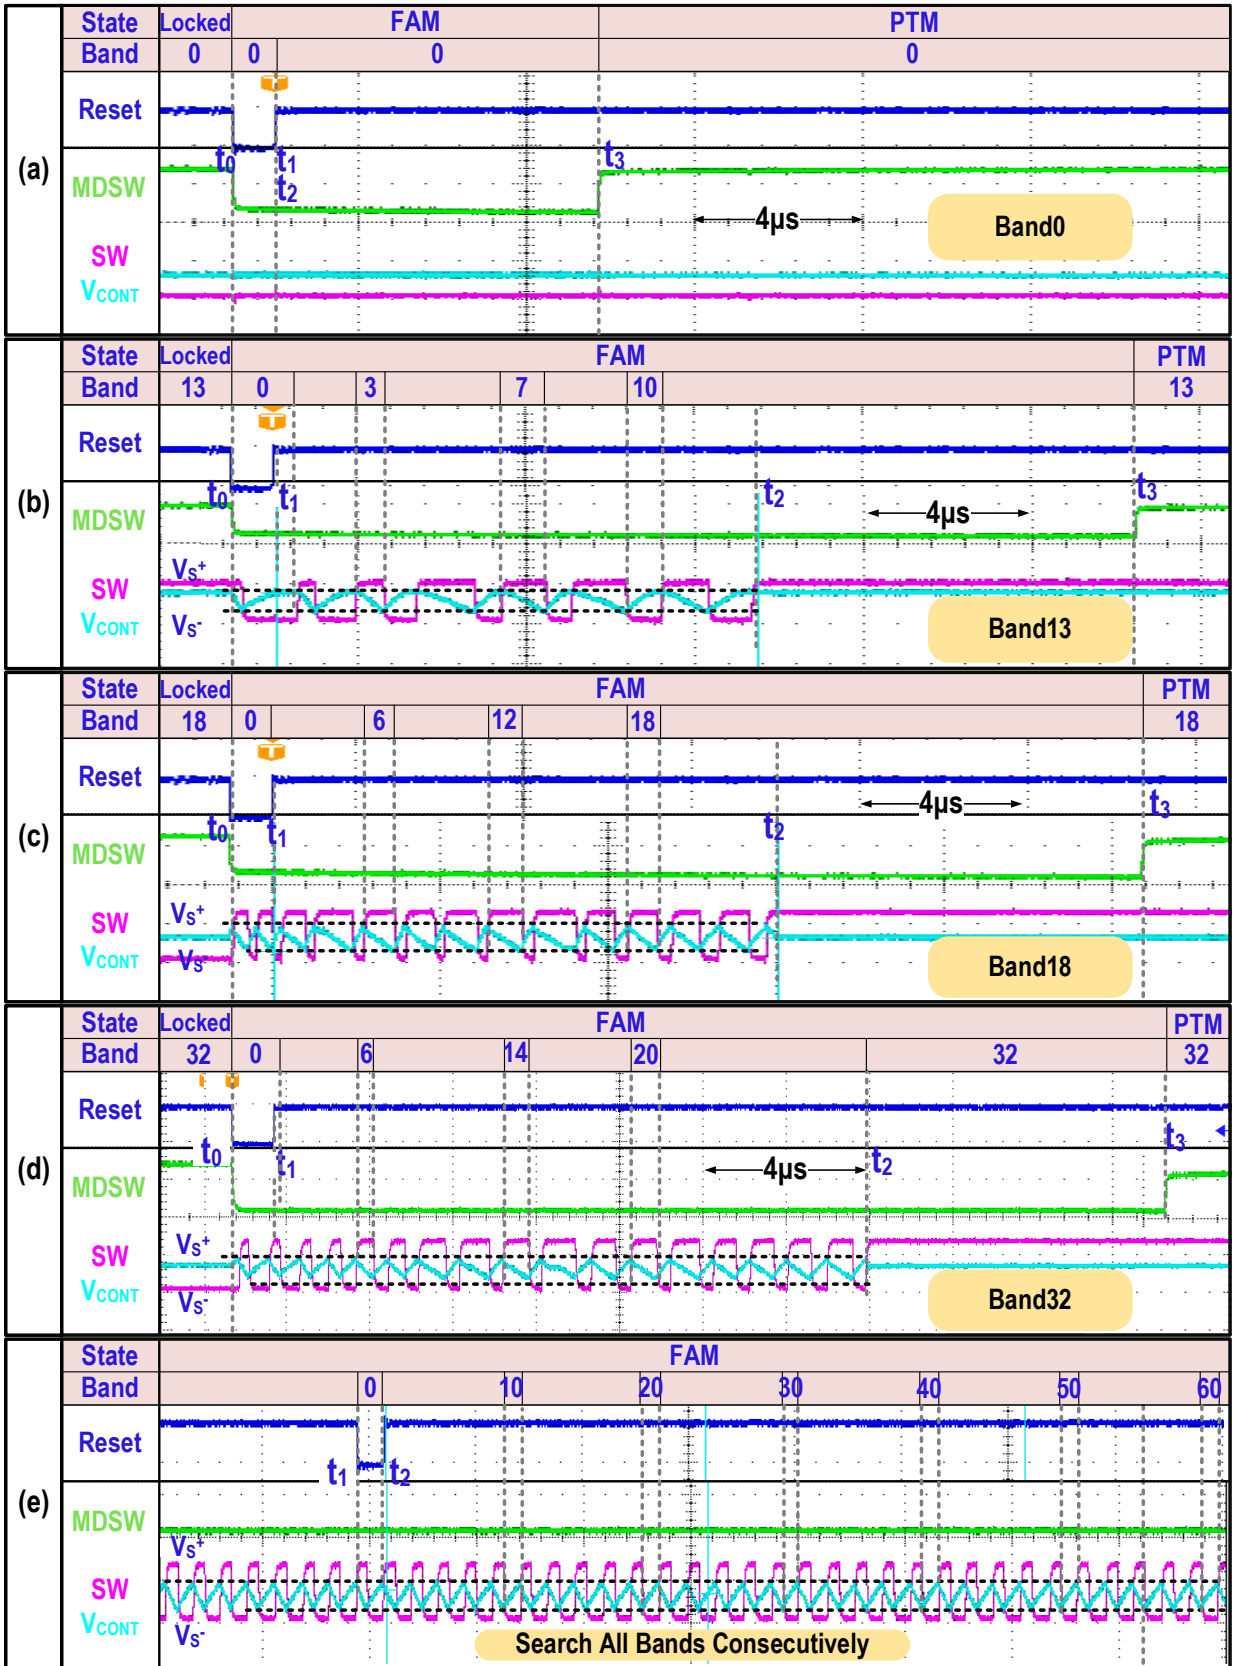 State Locked FAM PTM
Band 0 0 0 0
Reset
(a)
t0 t1 t3
MDSW t2
4µs
Band0
SW
VCONT
State Locked FAM PTM
Band 13 0 3 7 10 13
Reset
(b)
t0 t1 t2 t3
MDSW
4µs
VS+
SW
VCONT
VS-
Band13
State Locked FAM PTM
Band 18 0 6 12 18 18
Reset
4µs
(c)
t0 t1 t2 t3
MDSW
VS+
SW
VCONT
VS-
Band18
State Locked FAM PTM
Band 32 0 6 14 20 32 32
Reset
(d)
t0 t1 t2 t3
MDSW
4µs
VS+
SW
VCONT
VS-
Band32
State FAM
Band 0 10 20 30 40 50 60
Reset
t1 t2
(e)
MDSW
VS+
SW
VCONT
VS-
Search All Bands Consecutively